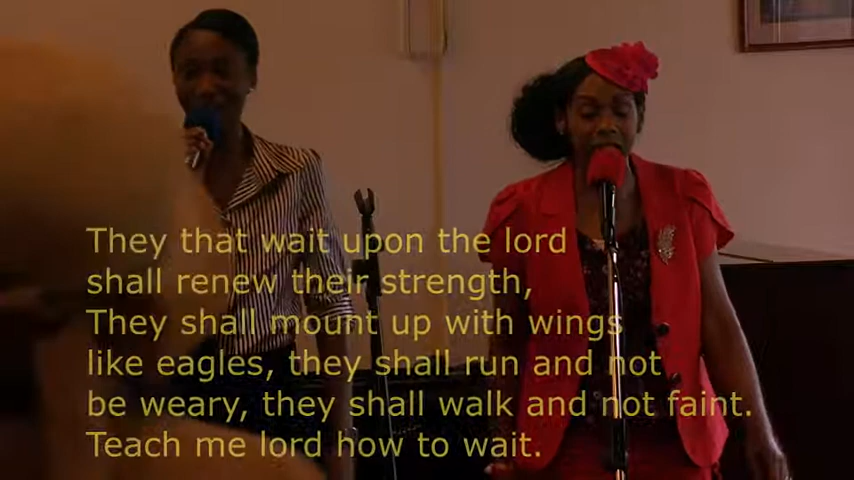 They that wait upon the lord
shall renew their strength,
They shall mount up with wings
like eagles, they shall run and not
be weary, they shall walk and not faint.
Teach me lord how to wait.